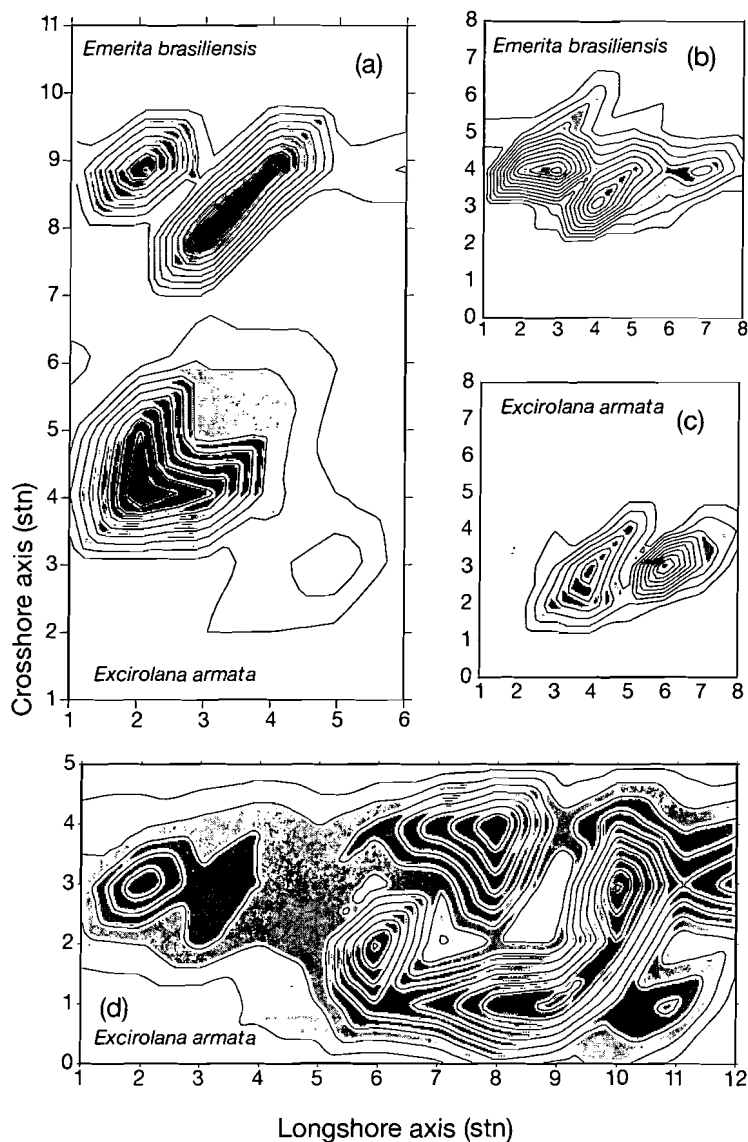 Emerita brasiliensis
(a)
11
10
9
8
7
6
5
4
3
2
1
1 2 3 4 5 6
Excirolana armata
Crosshore axis (stn)
Emerita brasiliensis
(b)
8
7
6
5
4
3
2
1
0
1 2 3 4 5 6 7 8
Excirolana armata
(c)
8
7
6
5
4
3
2
1
0
1 2 3 4 5 6 7 8
5
4
3
2
1
0
(d)
Excirolana armata
1 2 3 4 5 6 7 8 9 10 11 12
Longshore axis (stn)